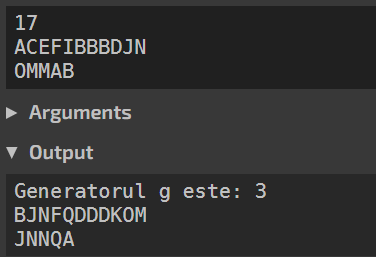 17
ACEFIBBBDJN
OMMAB
▶ Arguments
▼ Output
Generatorul g este: 3
BJNFQDDDKOM
JNNQA